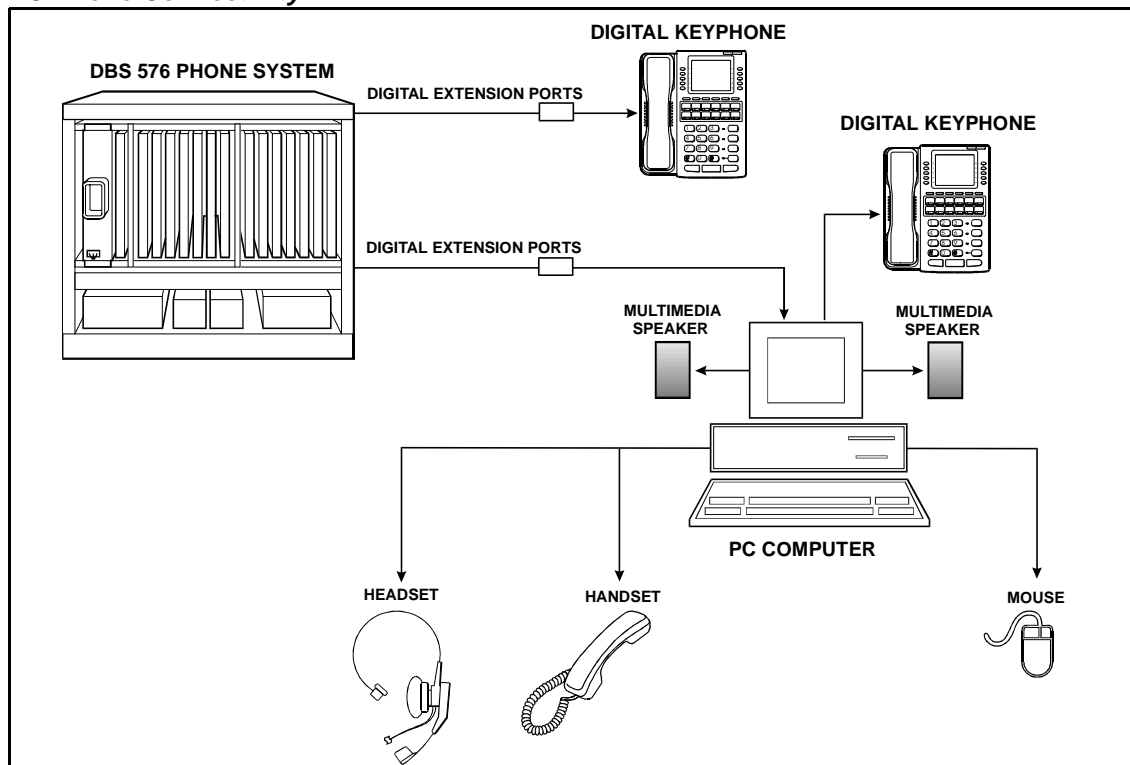 DIGITAL KEYPHONE
DBS 576 PHONE SYSTEM
DIGITAL EXTENSION PORTS
DIGITAL KEYPHONE
DIGITAL EXTENSION PORTS
MULTIMEDIA
SPEAKER
MULTIMEDIA
SPEAKER
PC COMPUTER
HEADSET
HANDSET
MOUSE